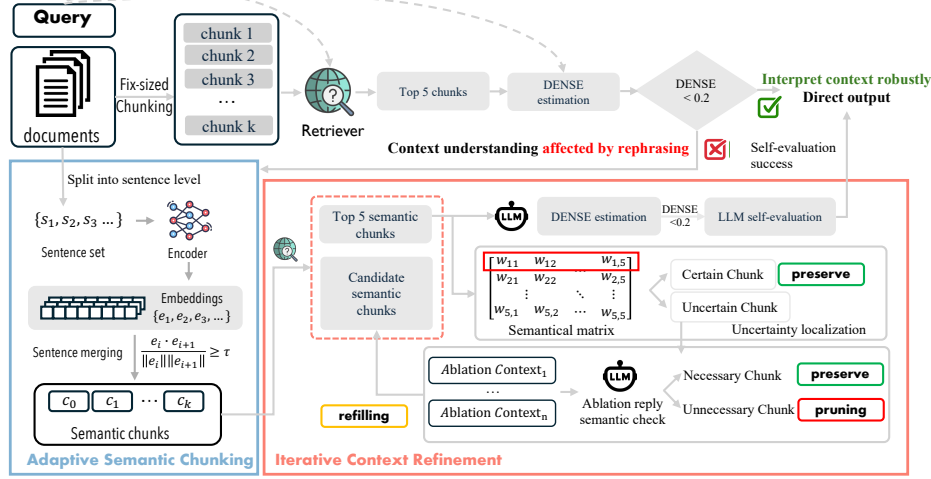 Query
documents
Fix-sized
Chunking
chunk 1
chunk 2
chunk 3
...
chunk k
Retriever
Top 5 chunks
DENSE
estimation
DENSE
< 0.2
Interpret context robustly
Direct output
Context understanding affected by rephrasing
Self-evaluation
success
Split into sentence level
{s₁, s₂, s₃ ...}
Sentence set
Encoder
Embeddings
{e₁, e₂, e₃, ...}
Sentence merging
e_i · e_{i+1}
‖e_i‖‖e_{i+1}‖ ≥ τ
c₀ c₁ ⋯ c_k
Semantic chunks
Adaptive Semantic Chunking
Top 5 semantic
chunks
Candidate
semantic
chunks
LLM
DENSE estimation
DENSE
<0.2
LLM self-evaluation
w₁₁ w₁₂ ... w₁,₅
w₂₁ w₂₂ w₂,₅
⋮ ⋱ ⋮
w₅,₁ w₅,₂ ⋯ w₅,₅
Semantical matrix
Certain Chunk
preserve
Uncertain Chunk
Uncertainty localization
Ablation Context₁
...
Ablation Contextₙ
LLM
Ablation reply
semantic check
Necessary Chunk
preserve
Unnecessary Chunk
pruning
refilling
Iterative Context Refinement